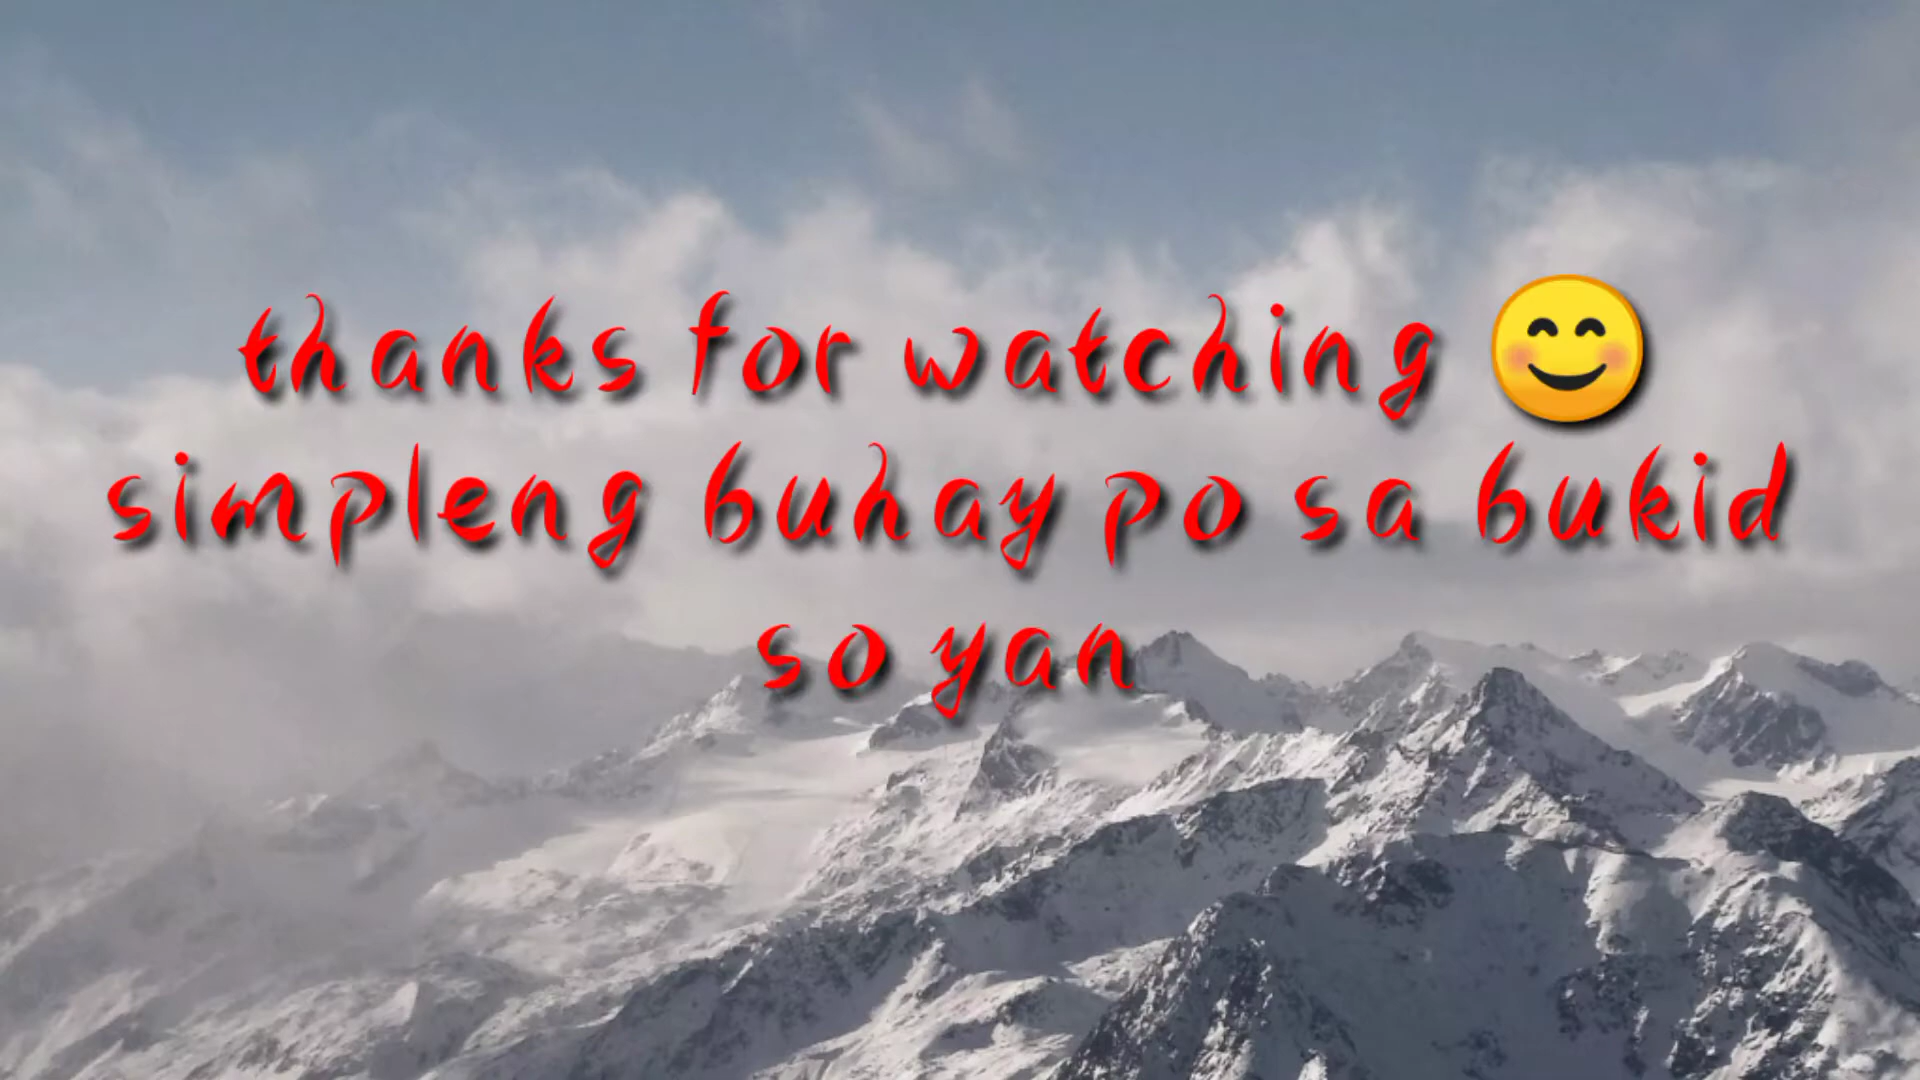 thanks for watching 😊
simpleng buhay po sa bukid
so yan